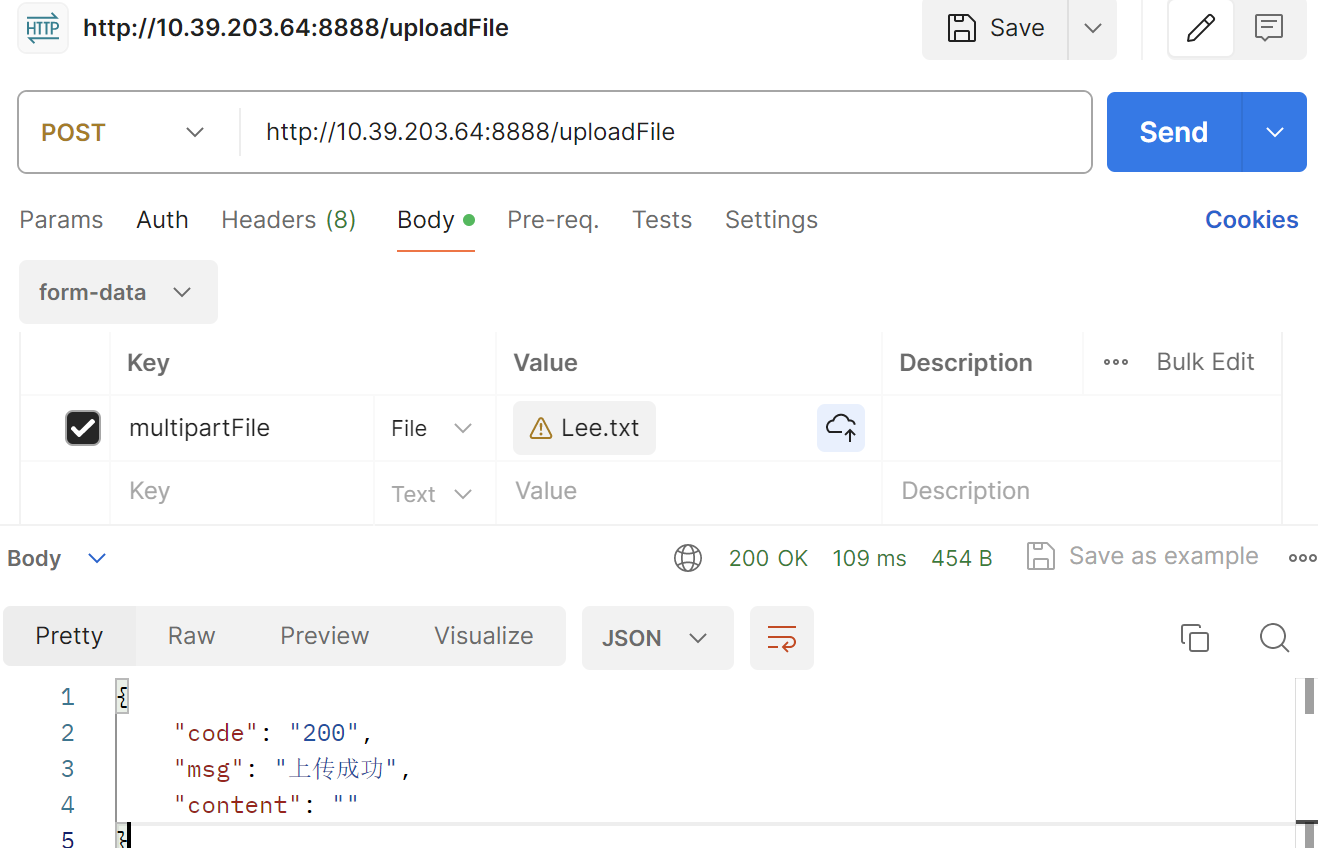 HTTP http://10.39.203.64:8888/uploadFile Save
POST http://10.39.203.64:8888/uploadFile Send
Params Auth Headers (8) Body Pre-req. Tests Settings Cookies
form-data
Key Value Description Bulk Edit
multipartFile File Lee.txt
Key Text Value Description
Body 200 OK 109 ms 454 B Save as example
Pretty Raw Preview Visualize JSON
1 {
2 "code": "200",
3 "msg": "上传成功",
4 "content": ""
5 }